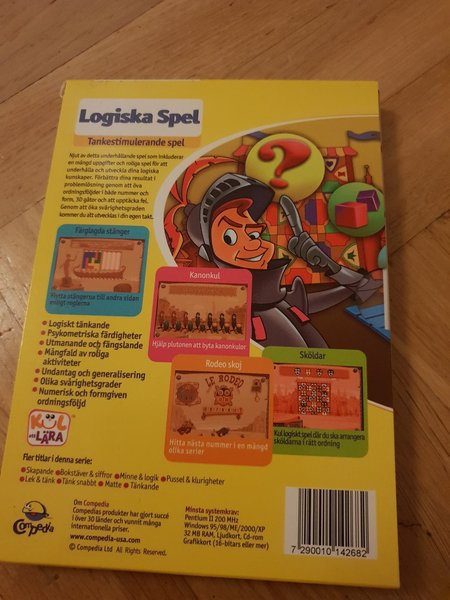 Logiska Spel
Tankestimulerande spel
Njut av detta underhållande spel som inkluderar
en mängd uppgifter och roliga spel för att
underhålla och utveckla dina logiska
kunskaper. Förbättra dina resultat i
problemlösning genom att öva
ordningsföljder i både nummer och
form, 30 gåtor och att upptäcka fel.
Genom att öka svårighetsgraden
kommer du att utvecklas i din egen takt.
Färglagda stänger
Flytta stängerna till andra sidan
enligt reglerna
Kanonkul
Hjälp plutonen att byta kanonkulor
Rodeo skoj
LE RODEO
Hitta nästa nummer i en mängd
olika serier
Sköldar
Kul logiskt spel där du ska arrangera
sköldarna i rätt ordning
• Logiskt tänkande
• Psykometriska färdigheter
• Utmanande och fängslande
• Mångfald av roliga
aktiviteter
• Undantag och generalisering
• Olika svårighetsgrader
• Numerisk och formgiven
ordningsföljd
KUL
ATT
LÄRA
Fler titlar i denna serie:
•Skapande •Bokstäver & siffror •Minne & logik •Pussel & klurigheter
•Lek & tänk •Tänk snabbt •Matte •Tänkande
Compedia
Om Compedia
Compedias produkter har gjort succé
i över 30 länder och vunnit många
internationella priser.
www.compedia-usa.com
© Compedia Ltd All Rights Reserved.
Minsta systemkrav:
Pentium II 200 MHz
Windows 95/98/ME/2000/XP
32 MB RAM, Ljudkort, Cd-rom
Grafikkort (16-bitars eller mer)
7 290010 142682